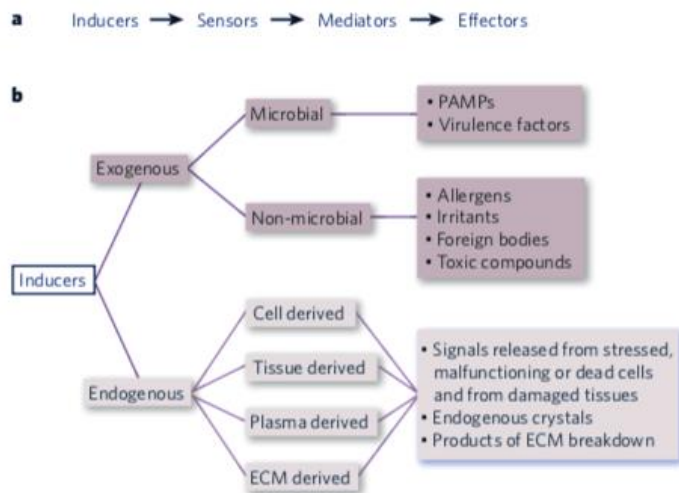 a Inducers → Sensors → Mediators → Effectors
b
Microbial
• PAMPs
• Virulence factors
Exogenous
Non-microbial
• Allergens
• Irritants
• Foreign bodies
• Toxic compounds
Inducers
Endogenous
Cell derived
Tissue derived
Plasma derived
ECM derived
• Signals released from stressed,
malfunctioning or dead cells
and from damaged tissues
• Endogenous crystals
• Products of ECM breakdown